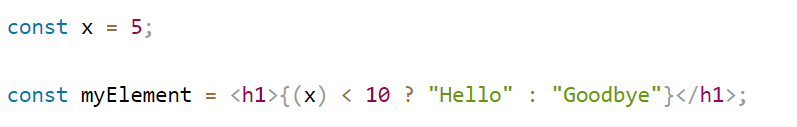 const x = 5;
const myElement = <h1>{(x) < 10 ? "Hello" : "Goodbye"}</h1>;